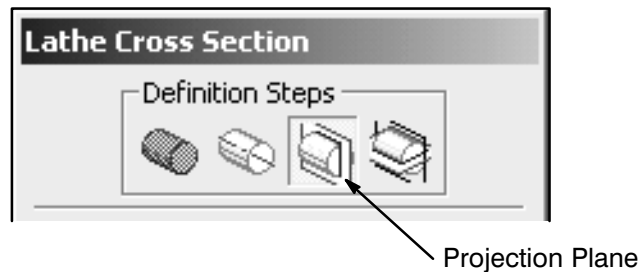 Lathe Cross Section
Definition Steps
Projection Plane